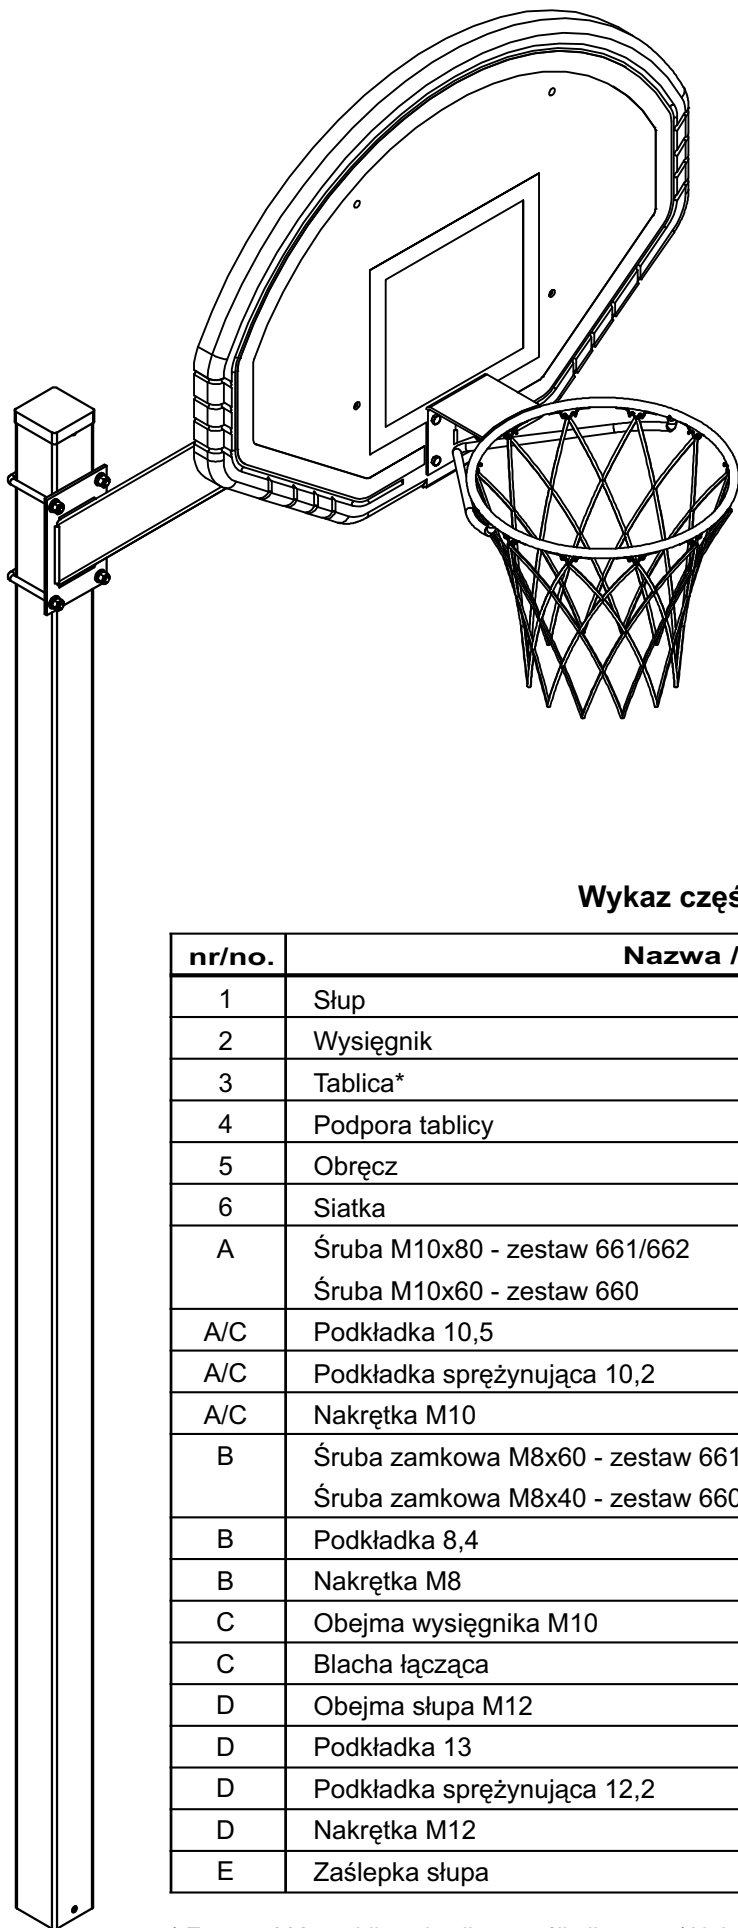 Wykaz częś
nr/no. Nazwa /
1 Słup
2 Wysięgnik
3 Tablica*
4 Podpora tablicy
5 Obręcz
6 Siatka
A Śruba M10x80 - zestaw 661/662
Śruba M10x60 - zestaw 660
A/C Podkładka 10,5
A/C Podkładka sprężynująca 10,2
A/C Nakrętka M10
B Śruba zamkowa M8x60 - zestaw 661
Śruba zamkowa M8x40 - zestaw 660
B Podkładka 8,4
B Nakrętka M8
C Obejma wysięgnika M10
C Blacha łącząca
D Obejma słupa M12
D Podkładka 13
D Podkładka sprężynująca 12,2
D Nakrętka M12
E Zaślepka słupa